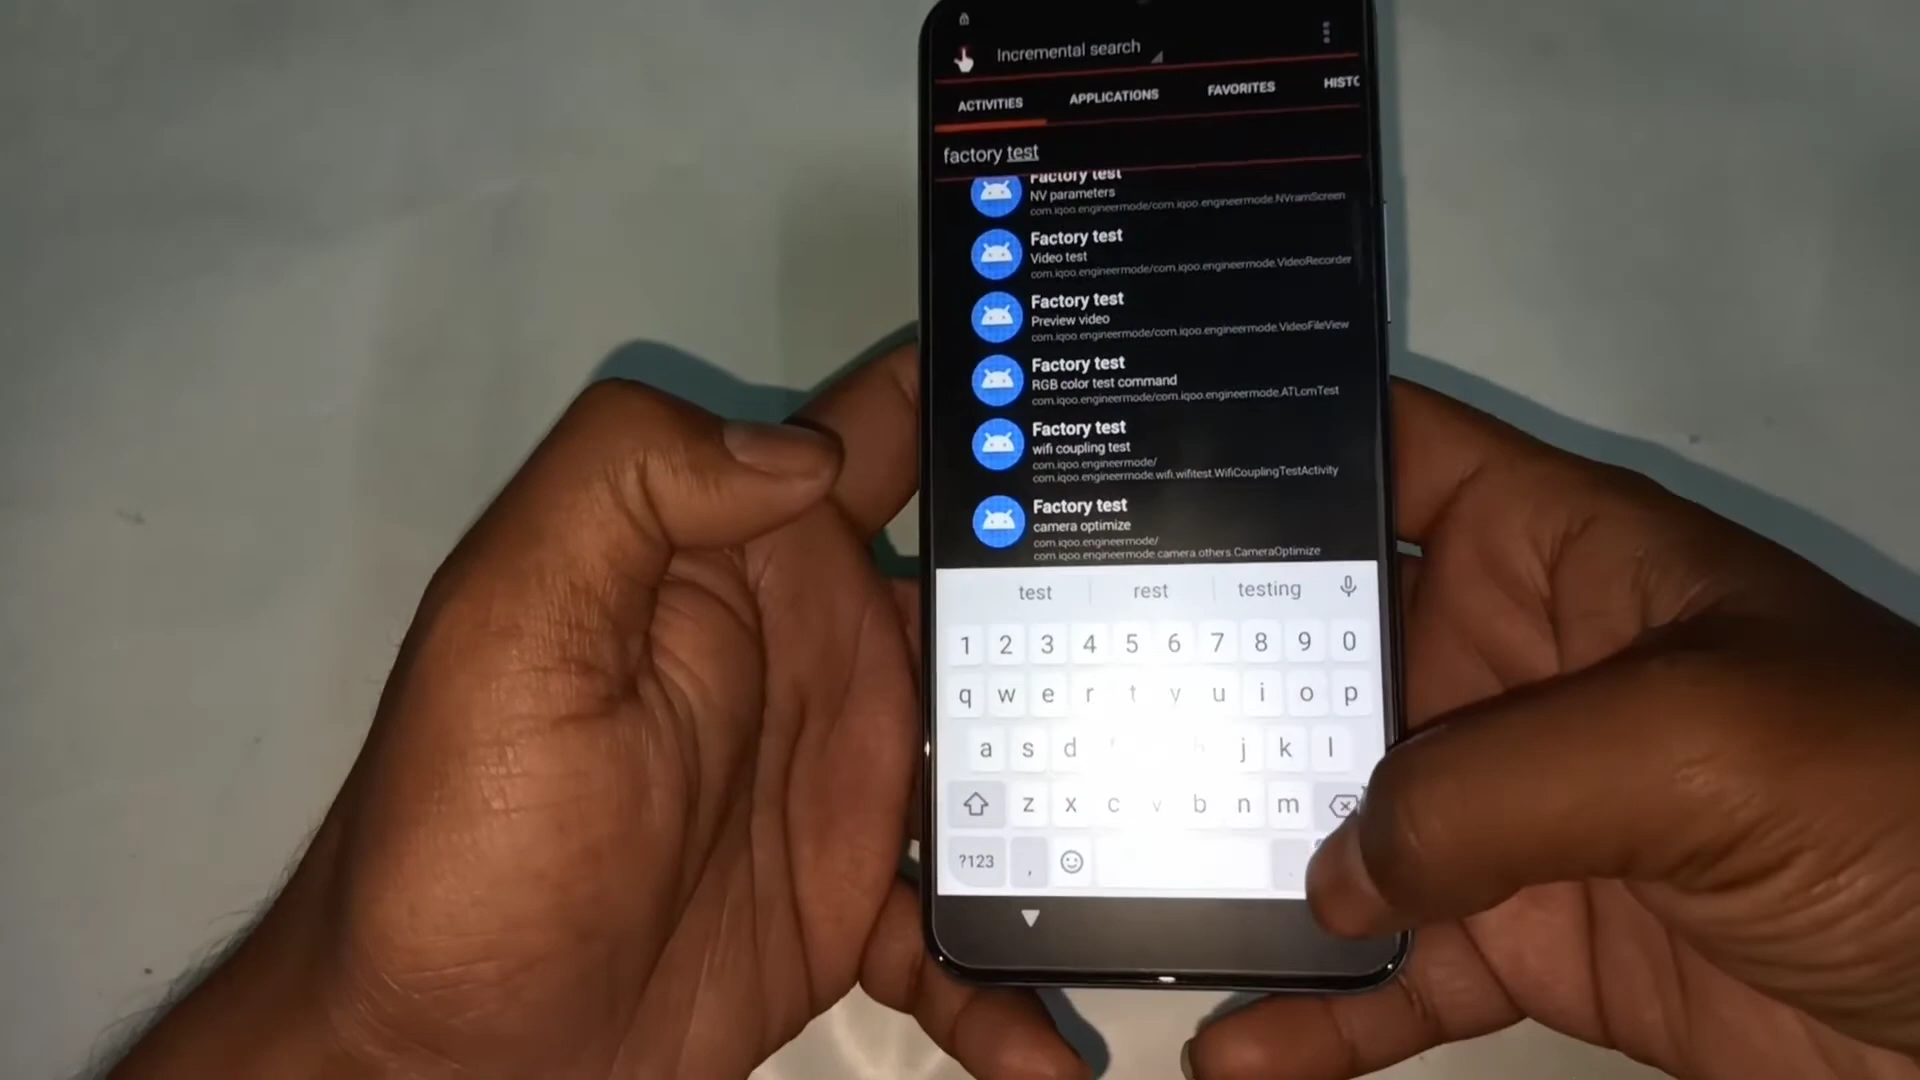 Incremental search
ACTIVITIES APPLICATIONS FAVORITES HISTO
factory test
Factory test
NV parameters
com.iqoo.engineermode/com.iqoo.engineermode.NVramScreen
Factory test
Video test
com.iqoo.engineermode/com.iqoo.engineermode.VideoRecorder
Factory test
Preview video
com.iqoo.engineermode/com.iqoo.engineermode.VideoFileView
Factory test
RGB color test command
com.iqoo.engineermode/com.iqoo.engineermode.ATLcmTest
Factory test
wifi coupling test
com.iqoo.engineermode/
com.iqoo.engineermode.wifi.wifitest.WifiCouplingTestActivity
Factory test
camera optimize
com.iqoo.engineermode/
com.iqoo.engineermode.camera.others.CameraOptimize
test rest testing
1 2 3 4 5 6 7 8 9 0
q w e r t y u i o p
a s d h j k l
z x c v b n m
?123 , .